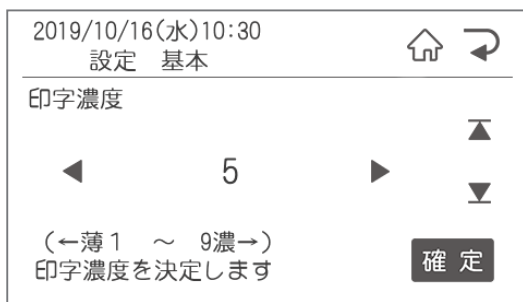 2019/10/16(水)10:30
設定　基本
印字濃度
5
(←薄1　～　9濃→)
印字濃度を決定します
確定